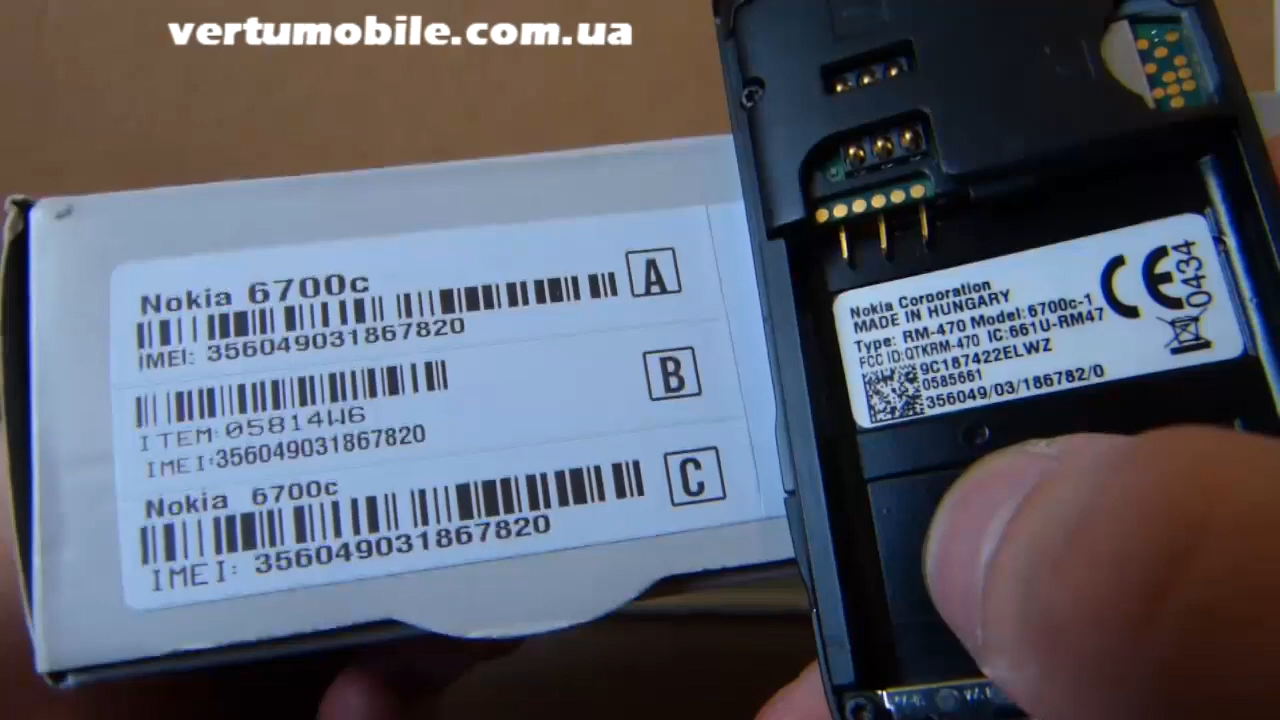 vertumobile.com.ua
Nokia 6700c
A
IMEI: 356049031867820
B
ITEM:05814W6
IMEI:356049031867820
Nokia 6700c
C
IMEI: 356049031867820
Nokia Corporation
MADE IN HUNGARY
Type: RM-470 Model:6700c-1
FCC ID:QTKRM-470 IC:661U-RM47
9C187422ELWZ
0585661
356049/03/186782/0
CE 0434